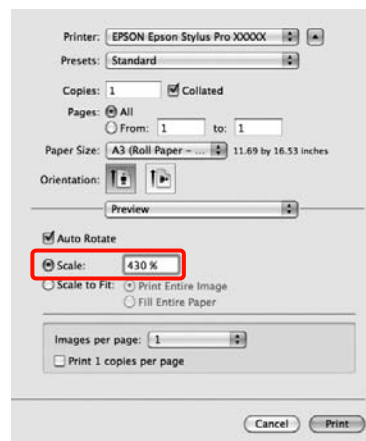 Printer: EPSON Epson Stylus Pro XXXXX
Presets: Standard
Copies: 1 Collated
Pages: All
From: 1 to: 1
Paper Size: A3 (Roll Paper – ... 11.69 by 16.53 inches
Orientation:
Preview
Auto Rotate
Scale: 430 %
Scale to Fit: Print Entire Image
Fill Entire Paper
Images per page: 1
Print 1 copies per page
Cancel Print